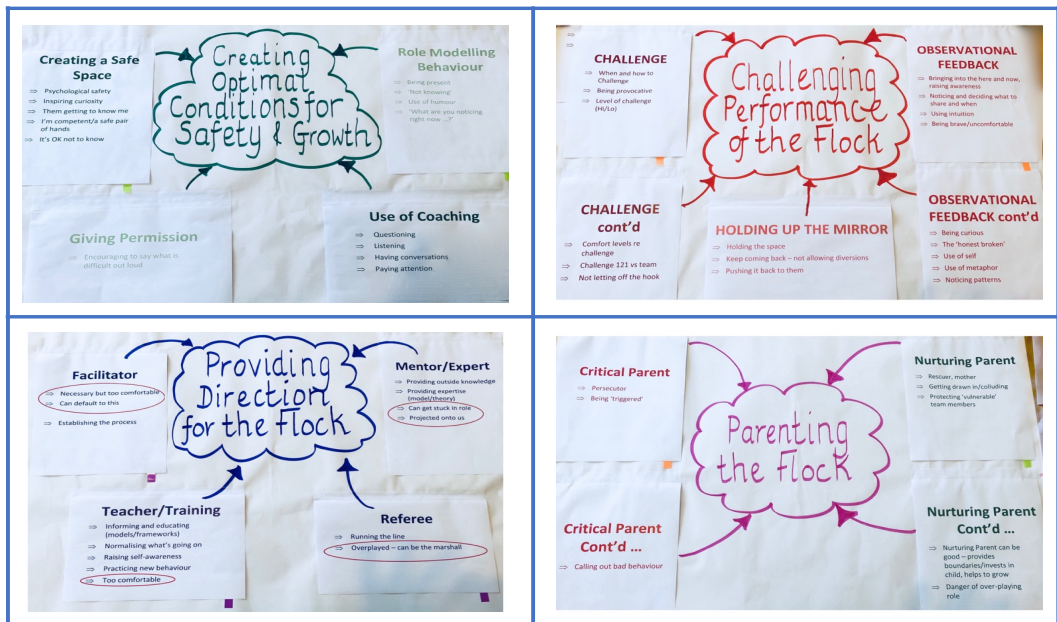 Creating a Safe
Space
⇒ Psychological safety
⇒ Inspiring curiosity
⇒ Them getting to know me
⇒ I'm competent/a safe pair
of hands
⇒ It's OK not to know
Creating
Optimal
Conditions for
Safety & Growth
Role Modelling
Behaviour
⇒ Being present
⇒ 'Not knowing'
⇒ Use of humour
⇒ 'What are you noticing
right now ...?'
Giving Permission
⇒ Encouraging to say what is
difficult out loud
Use of Coaching
⇒ Questioning
⇒ Listening
⇒ Having conversations
⇒ Paying attention
CHALLENGE
⇒ When and how to
Challenge
⇒ Being provocative
⇒ Level of challenge
(Hi/Lo)
Challenging
Performance
of the Flock
OBSERVATIONAL
FEEDBACK
⇒ Bringing into the here and now,
raising awareness
⇒ Noticing and deciding what to
share and when
⇒ Using intuition
⇒ Being brave/uncomfortable
CHALLENGE
cont'd
⇒ Comfort levels re
challenge
⇒ Challenge 121 vs team
⇒ Not letting off the hook
HOLDING UP THE MIRROR
⇒ Holding the space
⇒ Keep coming back – not allowing diversions
⇒ Pushing it back to them
OBSERVATIONAL
FEEDBACK cont'd
⇒ Being curious
⇒ The 'honest broken'
⇒ Use of self
⇒ Use of metaphor
⇒ Noticing patterns
Facilitator
⇒ Necessary but too comfortable
⇒ Can default to this
⇒ Establishing the process
Providing
Direction
for the Flock
Mentor/Expert
⇒ Providing outside knowledge
⇒ Providing expertise
(model/theory)
⇒ Can get stuck in role
⇒ Projected onto us
Teacher/Training
⇒ Informing and educating
(models/frameworks)
⇒ Normalising what's going on
⇒ Raising self-awareness
⇒ Practicing new behaviour
⇒ Too comfortable
Referee
⇒ Running the line
⇒ Overplayed – can be the marshall
Critical Parent
⇒ Persecutor
⇒ Being 'triggered'
Parenting
the Flock
Nurturing Parent
⇒ Rescuer, mother
⇒ Getting drawn in/colluding
⇒ Protecting 'vulnerable'
team members
Critical Parent
Cont'd ...
⇒ Calling out bad behaviour
Nurturing Parent
Cont'd ...
⇒ Nurturing Parent can be
good – provides
boundaries/invests in
child, helps to grow
⇒ Danger of over-playing
role